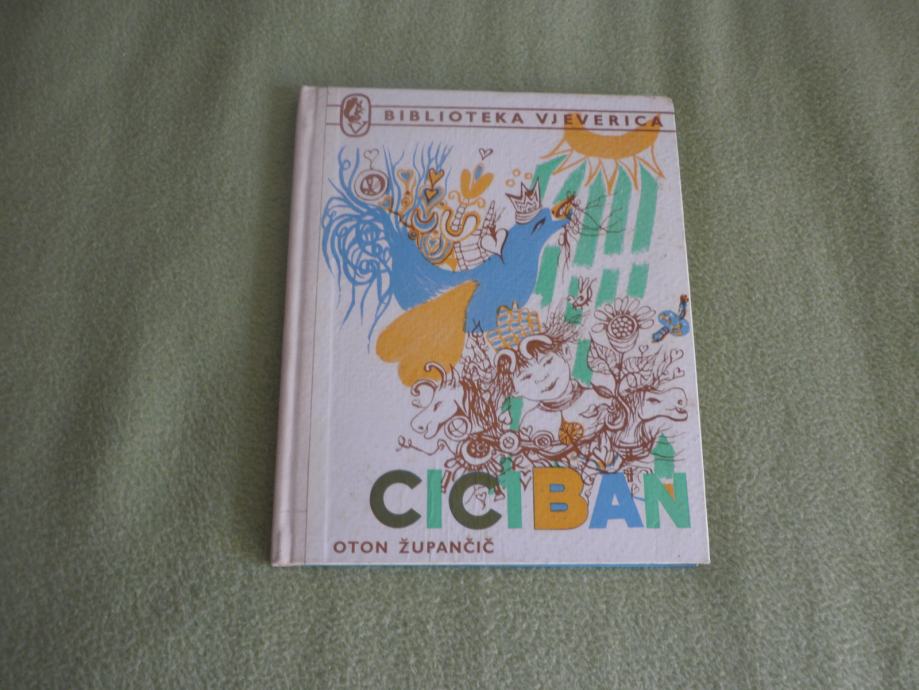 BIBLIOTEKA VJEVERICA
CICIBAN
OTON ŽUPANČIČ